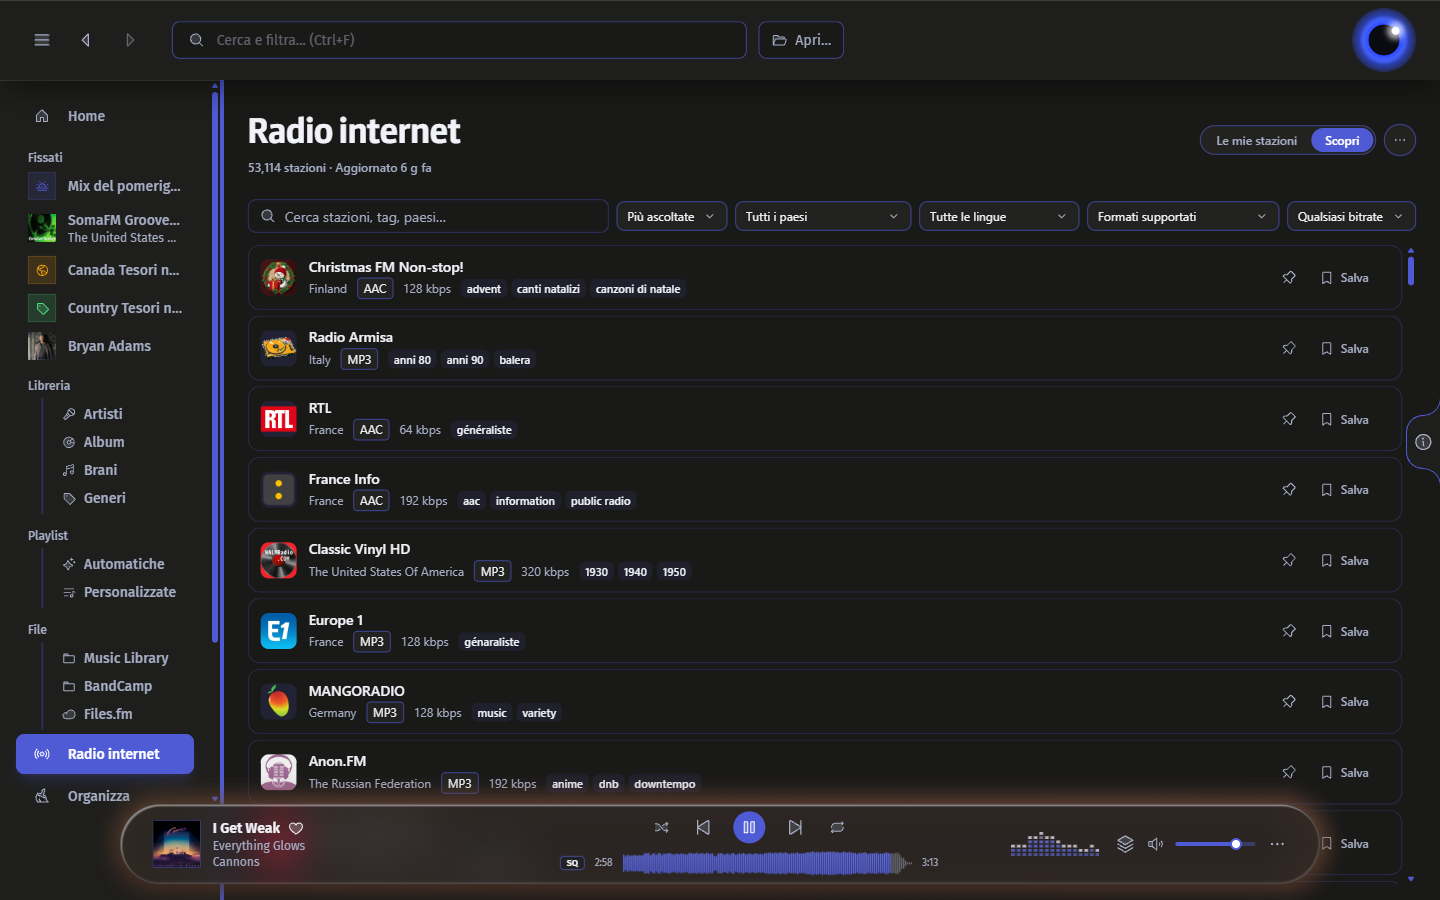 Cerca e filtra... (Ctrl+F)
Apri...
Home
Fissati
Mix del pomerig...
SomaFM Groove...
The United States ...
Canada Tesori n...
Country Tesori n...
Bryan Adams
Libreria
Artisti
Album
Brani
Generi
Playlist
Automatiche
Personalizzate
File
Music Library
BandCamp
Files.fm
Radio internet
Organizza
Radio internet
53,114 stazioni · Aggiornato 6 g fa
Le mie stazioni
Scopri
Cerca stazioni, tag, paesi...
Più ascoltate
Tutti i paesi
Tutte le lingue
Formati supportati
Qualsiasi bitrate
Christmas FM Non-stop!
Finland AAC 128 kbps advent canti natalizi canzoni di natale
Salva
Radio Armisa
Italy MP3 anni 80 anni 90 balera
Salva
RTL
RTL
France AAC 64 kbps généraliste
Salva
France Info
France AAC 192 kbps aac information public radio
Salva
Classic Vinyl HD
The United States Of America MP3 320 kbps 1930 1940 1950
Salva
E1
Europe 1
France MP3 128 kbps génaraliste
Salva
MANGORADIO
Germany MP3 128 kbps music variety
Salva
Anon.FM
The Russian Federation MP3 192 kbps anime dnb downtempo
Salva
Salva
I Get Weak
Everything Glows
Cannons
SQ 2:58
3:13